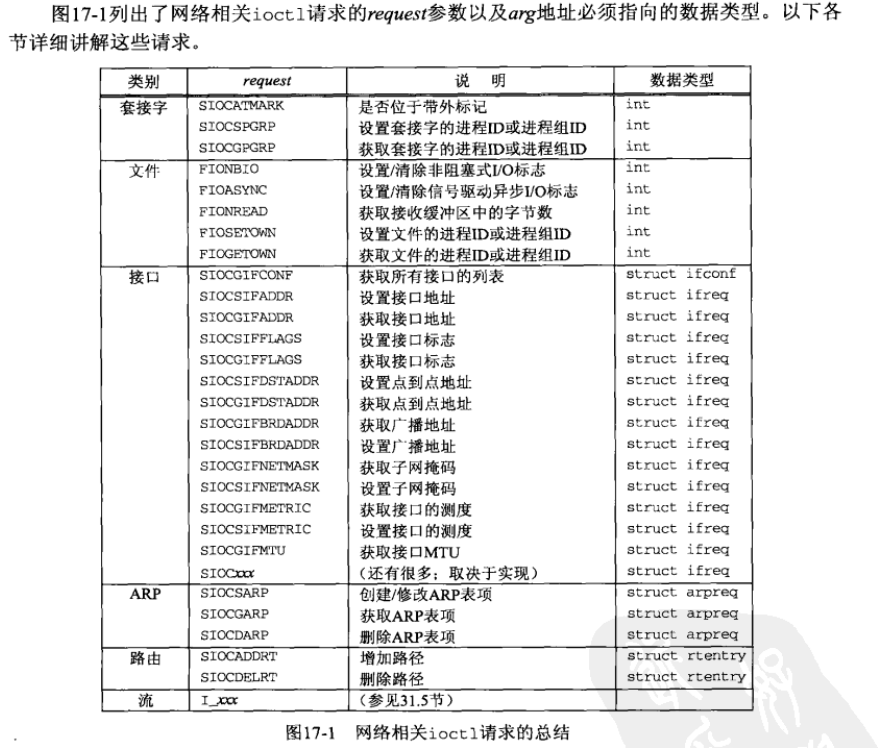 图17-1列出了网络相关ioctl请求的request参数以及arg地址必须指向的数据类型。以下各
节详细讲解这些请求。
类别 request 说 明 数据类型
套接字 SIOCATMARK 是否位于带外标记 int
SIOCSPGRP 设置套接字的进程ID或进程组ID int
SIOCGPGRP 获取套接字的进程ID或进程组ID int
文件 FIONBIO 设置/清除非阻塞式I/O标志 int
FIOASYNC 设置/清除信号驱动异步I/O标志 int
FIONREAD 获取接收缓冲区中的字节数 int
FIOSETOWN 设置文件的进程ID或进程组ID int
FIOGETOWN 获取文件的进程ID或进程组ID int
接口 SIOCGIFCONF 获取所有接口的列表 struct ifconf
SIOCSIFADDR 设置接口地址 struct ifreq
SIOCGIFADDR 获取接口地址 struct ifreq
SIOCSIFFLAGS 设置接口标志 struct ifreq
SIOCGIFFLAGS 获取接口标志 struct ifreq
SIOCSIFDSTADDR 设置点到点地址 struct ifreq
SIOCGIFDSTADDR 获取点到点地址 struct ifreq
SIOCGIFBRDADDR 获取广播地址 struct ifreq
SIOCSIFBRDADDR 设置广播地址 struct ifreq
SIOCGIFNETMASK 获取子网掩码 struct ifreq
SIOCSIFNETMASK 设置子网掩码 struct ifreq
SIOCGIFMETRIC 获取接口的测度 struct ifreq
SIOCSIFMETRIC 设置接口的测度 struct ifreq
SIOCGIFMTU 获取接口MTU struct ifreq
SIOCxxx （还有很多；取决于实现） struct ifreq
ARP SIOCSARP 创建/修改ARP表项 struct arpreq
SIOCGARP 获取ARP表项 struct arpreq
SIOCDARP 删除ARP表项 struct arpreq
路由 SIOCADDRT 增加路径 struct rtentry
SIOCDELRT 删除路径 struct rtentry
流 I_xxx （参见31.5节）
图17-1 网络相关ioctl请求的总结